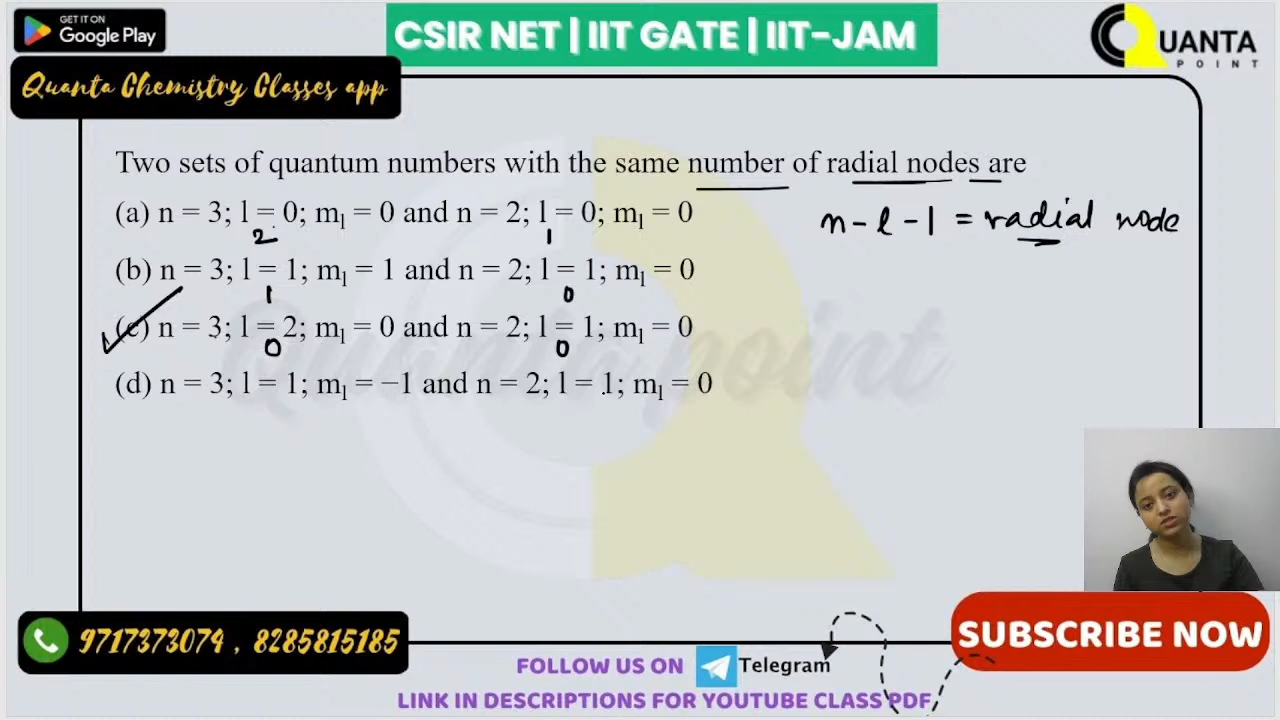 GET IT ON
Google Play
CSIR NET | IIT GATE | IIT-JAM
QUANTA
POINT
Quanta Chemistry Classes app
Two sets of quantum numbers with the same number of radial nodes are
(a) n = 3; l = 0; mₗ = 0 and n = 2; l = 0; mₗ = 0
n - l - 1 = radial node
2 1
(b) n = 3; l = 1; mₗ = 1 and n = 2; l = 1; mₗ = 0
1 0
(c) n = 3; l = 2; mₗ = 0 and n = 2; l = 1; mₗ = 0
0 0
(d) n = 3; l = 1; mₗ = −1 and n = 2; l = 1; mₗ = 0
Quanta point
9717373074 , 8285815185
SUBSCRIBE NOW
FOLLOW US ON Telegram
LINK IN DESCRIPTIONS FOR YOUTUBE CLASS PDF